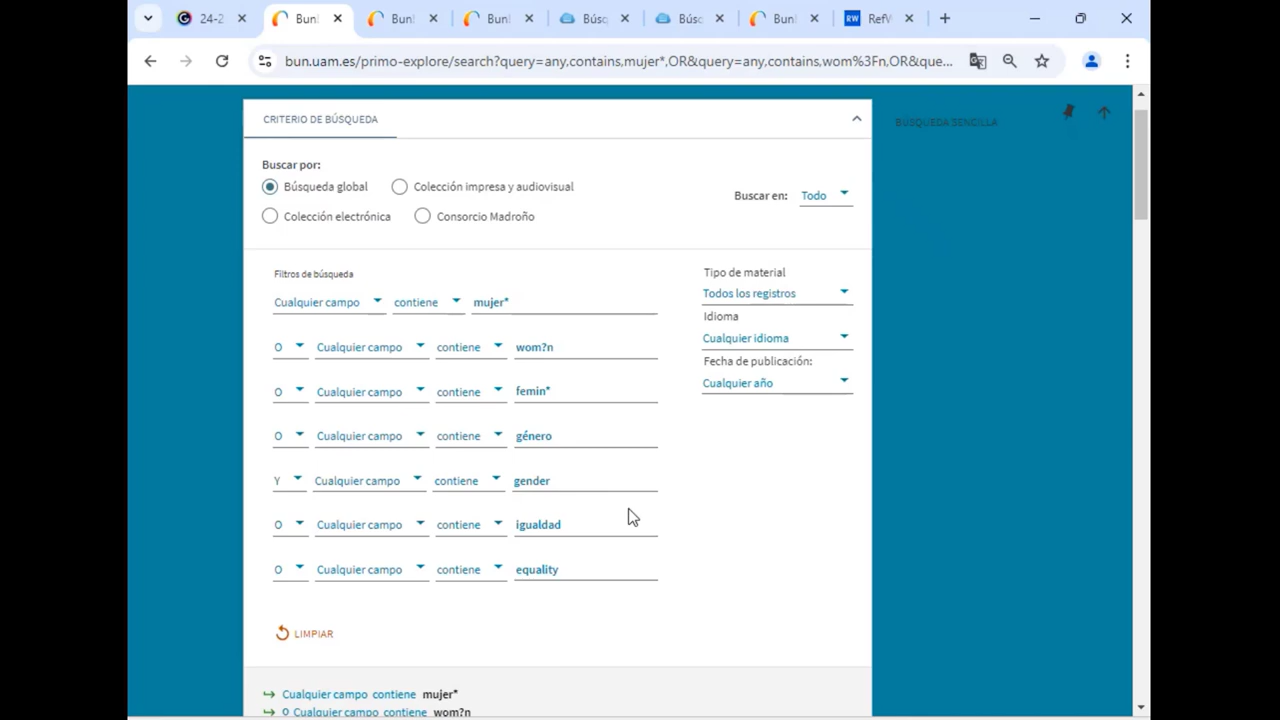 24-2
Bun
Bun
Bun
Búsq
Búsc
Bun
RW
RefW
bun.uam.es/primo-explore/search?query=any,contains,mujer*,OR&query=any,contains,wom%3Fn,OR&que...
CRITERIO DE BÚSQUEDA
BÚSQUEDA SENCILLA
Buscar por:
Búsqueda global
Colección impresa y audiovisual
Colección electrónica
Consorcio Madroño
Buscar en:
Todo
Filtros de búsqueda
Cualquier campo contiene mujer*
O Cualquier campo contiene wom?n
O Cualquier campo contiene femin*
O Cualquier campo contiene género
Y Cualquier campo contiene gender
O Cualquier campo contiene igualdad
O Cualquier campo contiene equality
Tipo de material
Todos los registros
Idioma
Cualquier idioma
Fecha de publicación:
Cualquier año
LIMPIAR
Cualquier campo contiene mujer*
O Cualquier campo contiene wom?n